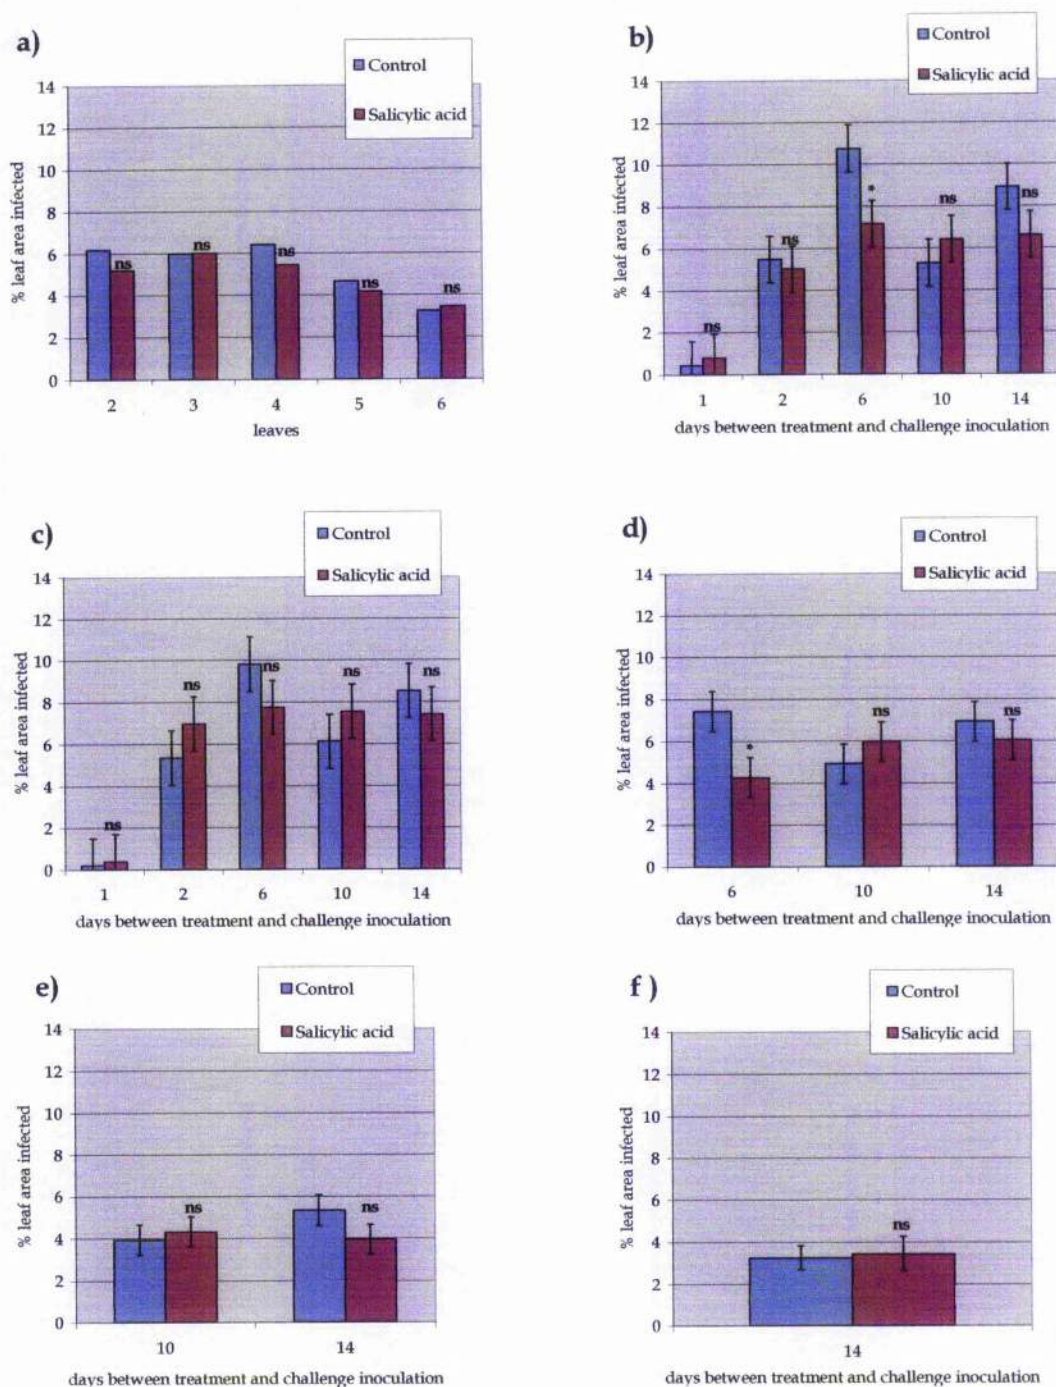 a)
Control
Salicylic acid
% leaf area infected
14
12
10
8
6
4
2
0
ns
ns
ns
ns
ns
2 3 4 5 6
leaves
b)
Control
Salicylic acid
% leaf area infected
14
12
10
8
6
4
2
0
ns
ns
*
ns
ns
1 2 6 10 14
days between treatment and challenge inoculation
c)
Control
Salicylic acid
% leaf area infected
14
12
10
8
6
4
2
0
ns
ns
ns
ns
ns
1 2 6 10 14
days between treatment and challenge inoculation
d)
Control
Salicylic acid
% leaf area infected
14
12
10
8
6
4
2
0
*
ns
ns
6 10 14
days between treatment and challenge inoculation
e)
Control
Salicylic acid
% leaf area infected
14
12
10
8
6
4
2
0
ns
ns
10 14
days between treatment and challenge inoculation
f )
Control
Salicylic acid
% leaf area infected
14
12
10
8
6
4
2
0
ns
14
days between treatment and challenge inoculation